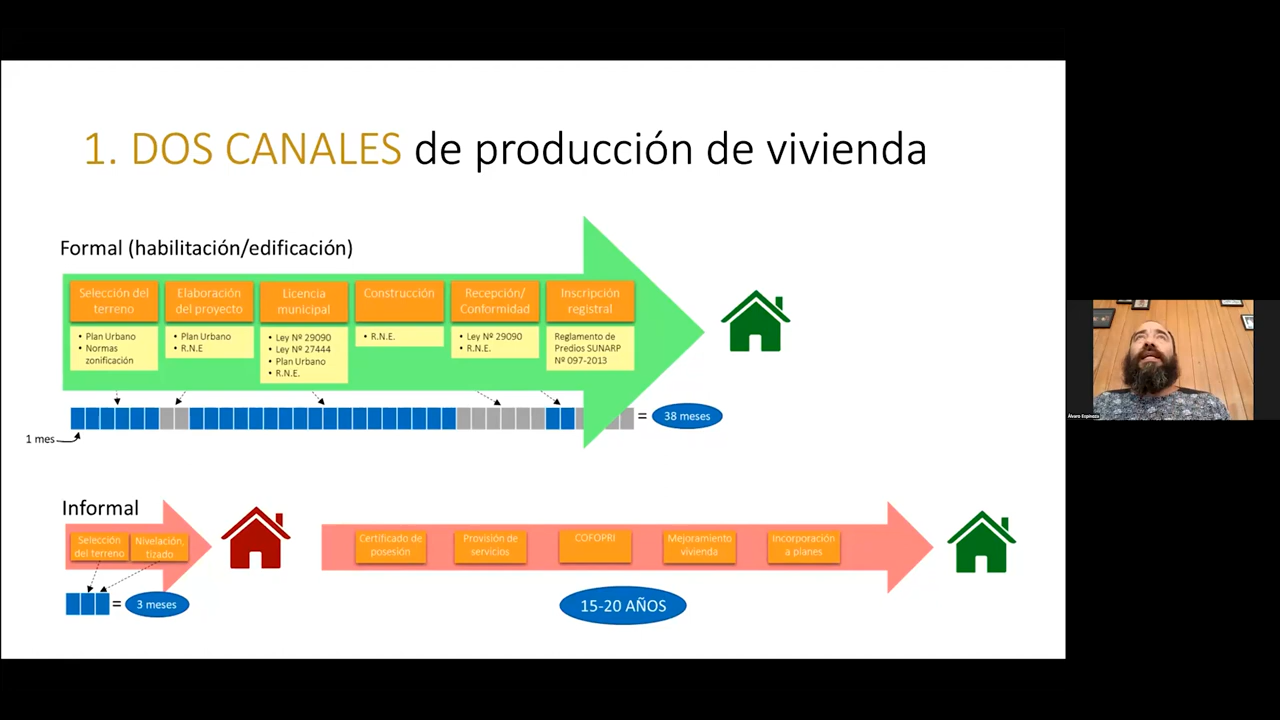 1. DOS CANALES de producción de vivienda
Formal (habilitación/edificación)
Selección del
terreno
• Plan Urbano
• Normas
zonificación
Elaboración
del proyecto
• Plan Urbano
• R.N.E
Licencia
municipal
• Ley Nº 29090
• Ley Nº 27444
• Plan Urbano
• R.N.E.
Construcción
• R.N.E.
Recepción/
Conformidad
• Ley Nº 29090
• R.N.E.
Inscripción
registral
Reglamento de
Predios SUNARP
Nº 097-2013
= 38 meses
1 mes
Informal
Selección
del terreno
Nivelación,
tizado
= 3 meses
Certificado de
posesión
Provisión de
servicios
COFOPRI
Mejoramiento
vivienda
Incorporación
a planes
15-20 AÑOS
Álvaro Espinoza